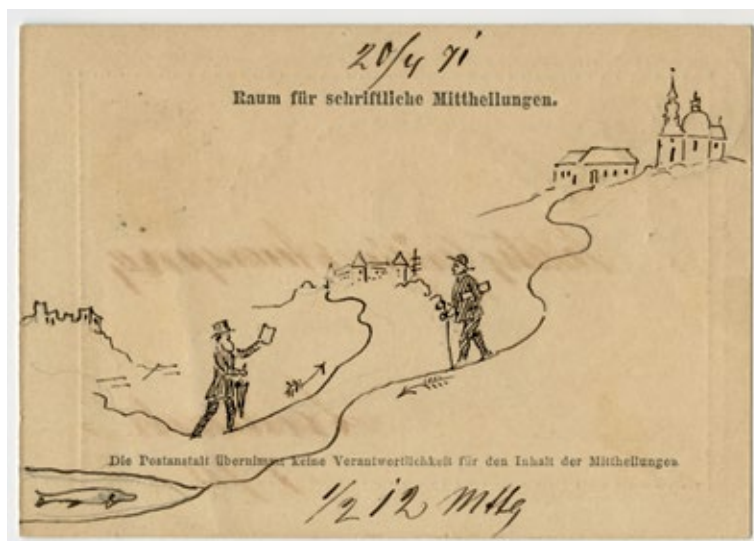 20/4 71
Raum für schriftliche Mittheilungen.
Die Postanstalt übernimmt keine Verantwortlichkeit für den Inhalt der Mittheilungen
1/2 12 Mttg